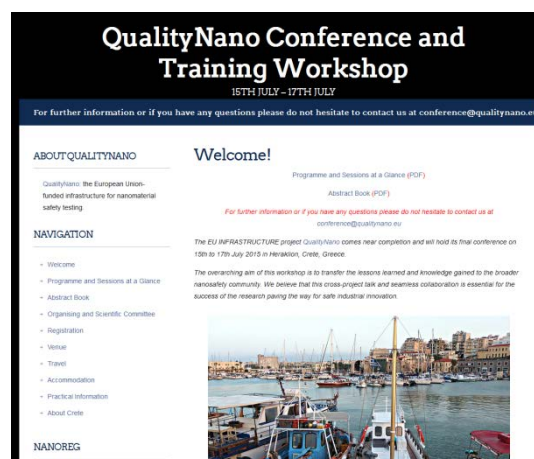 QualityNano Conference and
Training Workshop
15TH JULY – 17TH JULY
For further information or if you have any questions please do not hesitate to contact us at conference@qualitynano.eu
ABOUT QUALITYNANO
QualityNano: the European Union-
funded infrastructure for nanomaterial
safety testing
NAVIGATION
Welcome
Programme and Sessions at a Glance
Abstract Book
Organising and Scientific Committee
Registration
Venue
Travel
Accommodation
Practical information
About Crete
NANOREG
Welcome!
Programme and Sessions at a Glance (PDF)
Abstract Book (PDF)
For further information or if you have any questions please do not hesitate to contact us at
conference@qualitynano.eu
The EU INFRASTRUCTURE project QualityNano comes near completion and will hold its final conference on
15th to 17th July 2015 in Heraklion, Crete, Greece.
The overarching aim of this workshop is to transfer the lessons learned and knowledge gained to the broader
nanosafety community. We believe that this cross-project talk and seamless collaboration is essential for the
success of the research paving the way for safe industrial innovation.